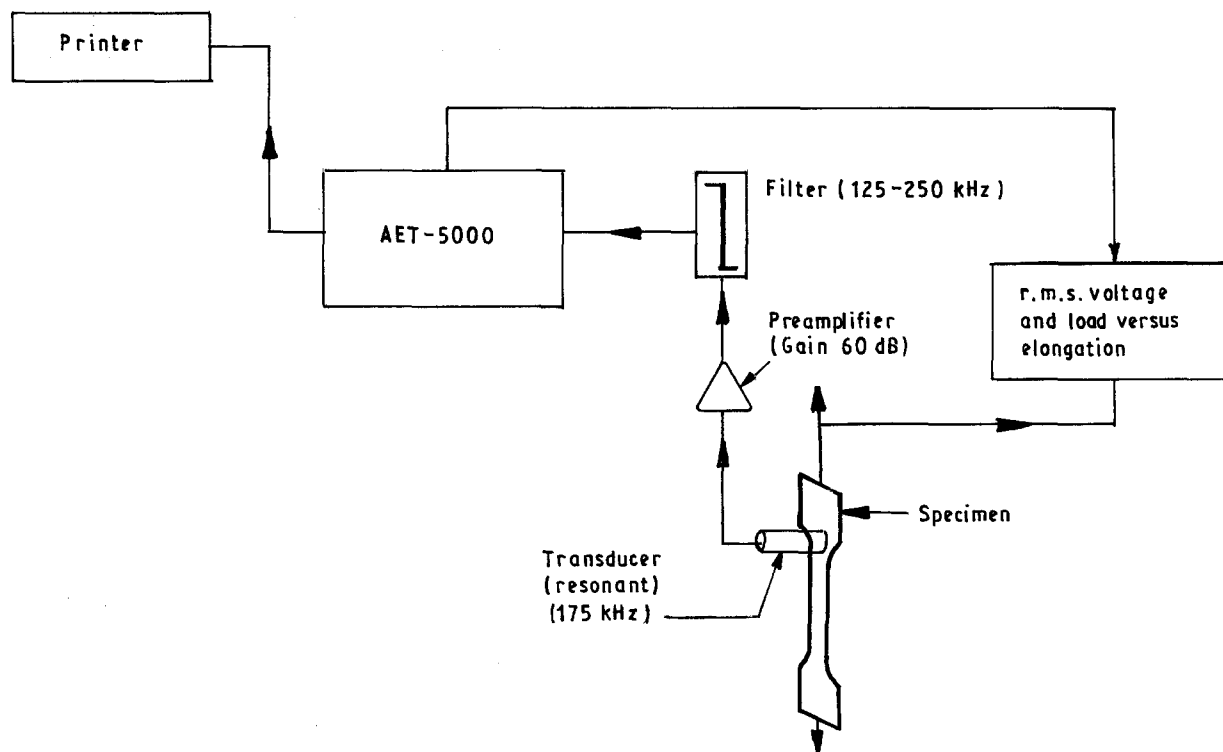 Printer
AET-5000
Filter (125-250 kHz)
r.m.s. voltage
and load versus
elongation
Preamplifier
(Gain 60 dB)
Specimen
Transducer
(resonant)
(175 kHz)